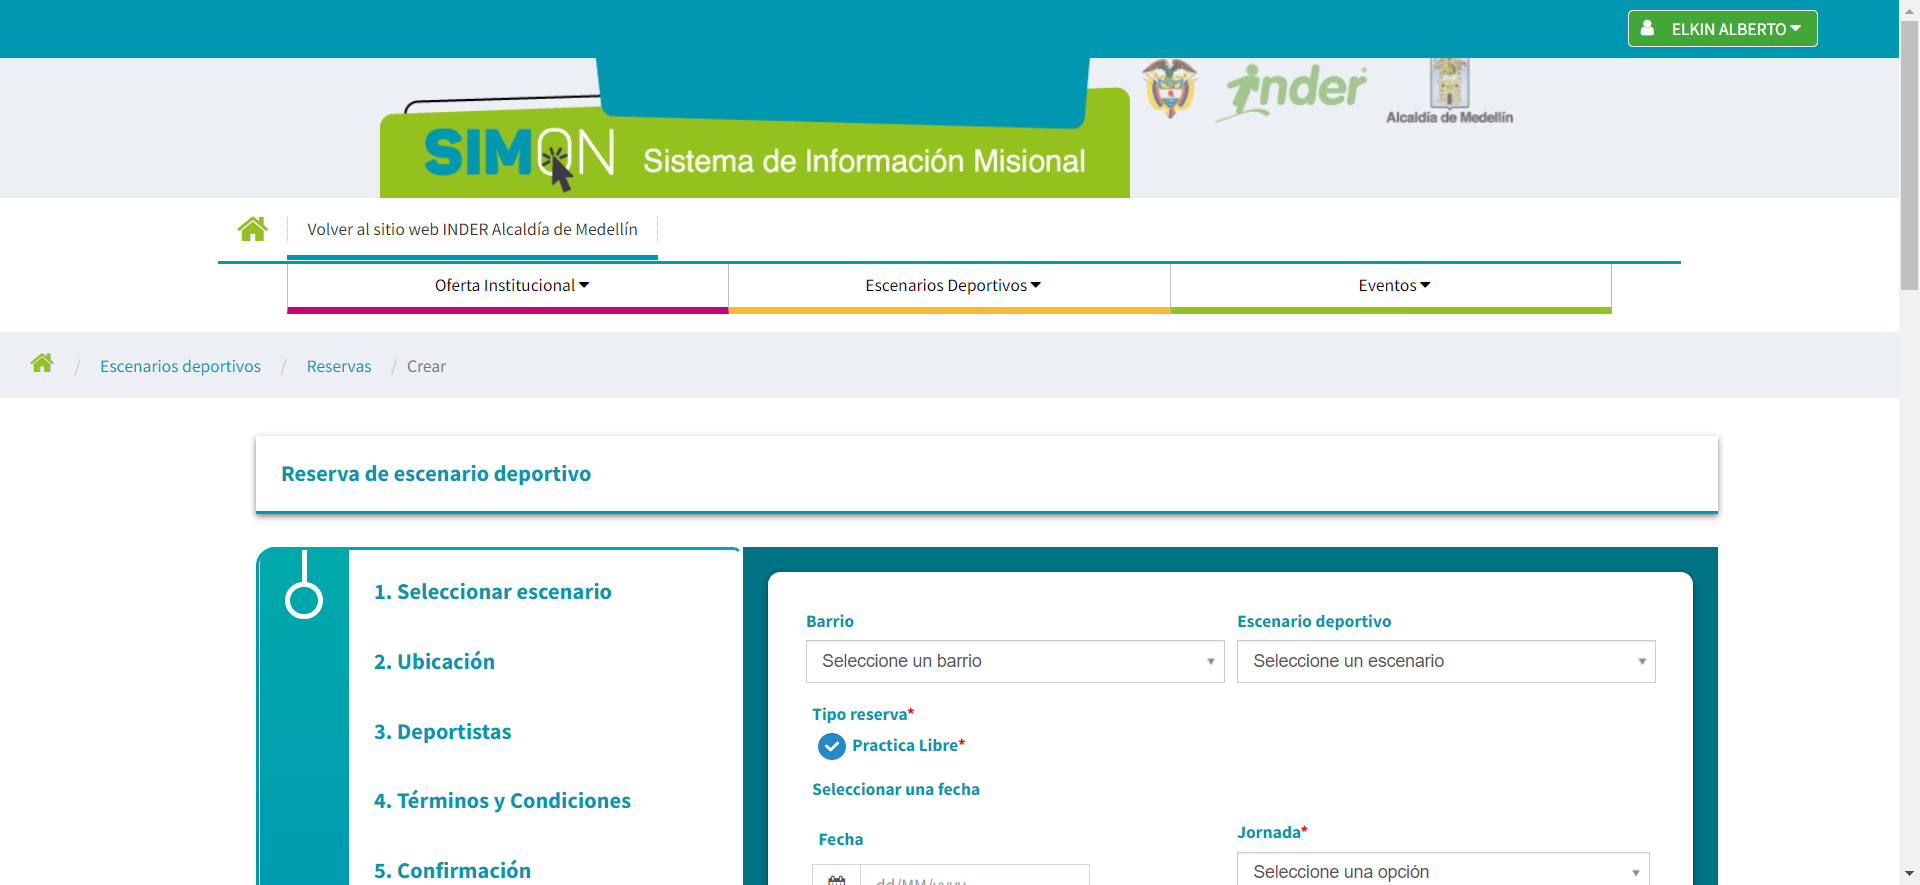 ELKIN ALBERTO
inder
Alcaldía de Medellín
SIMON Sistema de Información Misional
Volver al sitio web INDER Alcaldía de Medellín
Oferta Institucional Escenarios Deportivos Eventos
/ Escenarios deportivos / Reservas / Crear
Reserva de escenario deportivo
1. Seleccionar escenario
2. Ubicación
3. Deportistas
4. Términos y Condiciones
5. Confirmación
Barrio Escenario deportivo
Seleccione un barrio Seleccione un escenario
Tipo reserva*
Practica Libre*
Seleccionar una fecha
Fecha Jornada*
dd/MM/yyyy Seleccione una opción